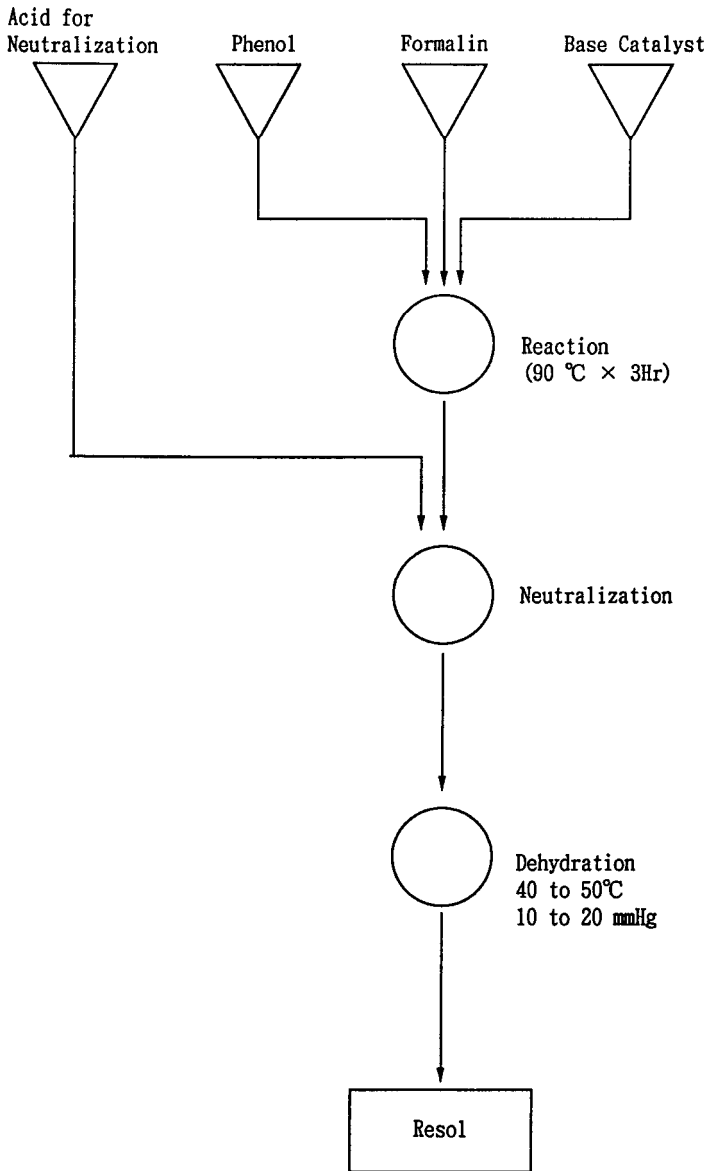 Acid for
Neutralization
Phenol
Formalin
Base Catalyst
Reaction
(90 ℃ × 3Hr)
Neutralization
Dehydration
40 to 50℃
10 to 20 mmHg
Resol